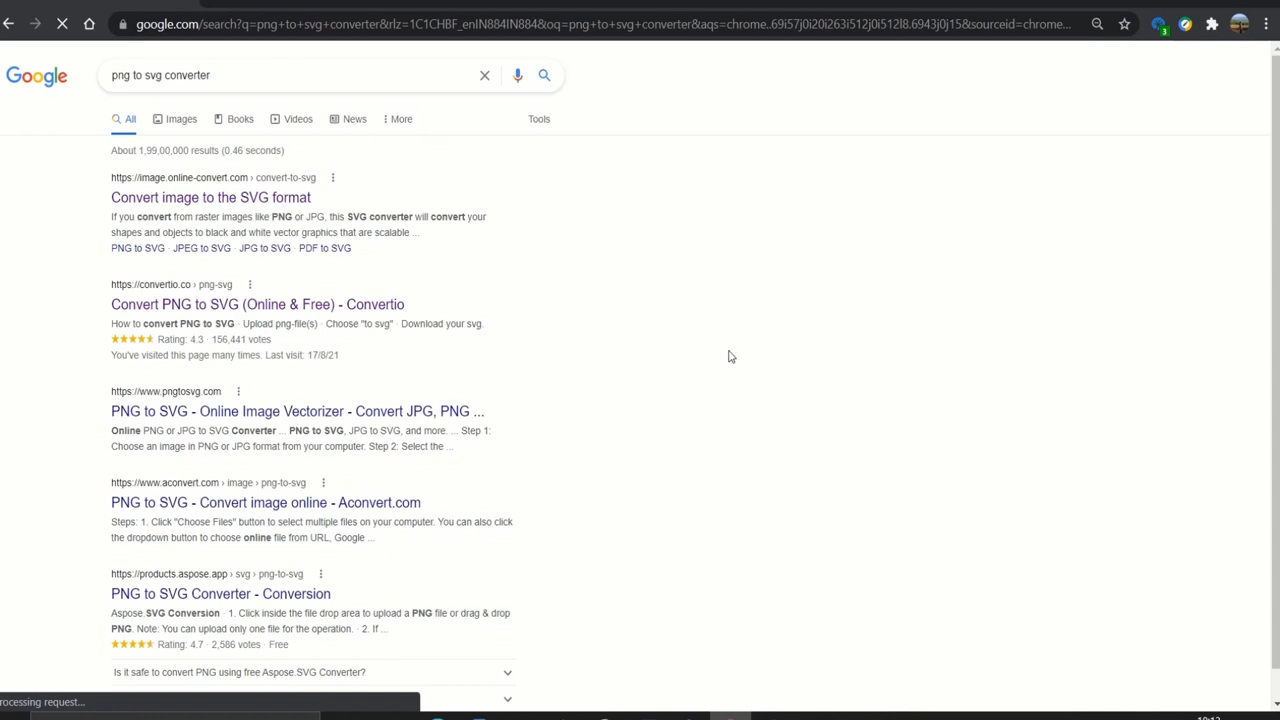 google.com/search?q=png+to+svg+converter&rlz=1C1CHBF_enIN884IN884&oq=png+to+svg+converter&aqs=chrome..69i57j0i20i263i512j0i512l8.6943j0j15&sourceid=chrome...
3
Google
png to svg converter
All Images Books Videos News More Tools
About 1,99,00,000 results (0.46 seconds)
https://image.online-convert.com › convert-to-svg
Convert image to the SVG format
If you convert from raster images like PNG or JPG, this SVG converter will convert your
shapes and objects to black and white vector graphics that are scalable ...
PNG to SVG · JPEG to SVG · JPG to SVG · PDF to SVG
https://convertio.co › png-svg
Convert PNG to SVG (Online & Free) - Convertio
How to convert PNG to SVG · Upload png-file(s) · Choose "to svg" · Download your svg.
Rating: 4.3 · 156,441 votes
You've visited this page many times. Last visit: 17/8/21
https://www.pngtosvg.com
PNG to SVG - Online Image Vectorizer - Convert JPG, PNG ...
Online PNG or JPG to SVG Converter ... PNG to SVG, JPG to SVG, and more. ... Step 1:
Choose an image in PNG or JPG format from your computer. Step 2: Select the ...
https://www.aconvert.com › image › png-to-svg
PNG to SVG - Convert image online - Aconvert.com
Steps: 1. Click "Choose Files" button to select multiple files on your computer. You can also click
the dropdown button to choose online file from URL, Google ...
https://products.aspose.app › svg › png-to-svg
PNG to SVG Converter - Conversion
Aspose.SVG Conversion · 1. Click inside the file drop area to upload a PNG file or drag & drop
PNG. Note: You can upload only one file for the operation. · 2. If ...
Rating: 4.7 · 2,586 votes · Free
Is it safe to convert PNG using free Aspose.SVG Converter?
rocessing request...